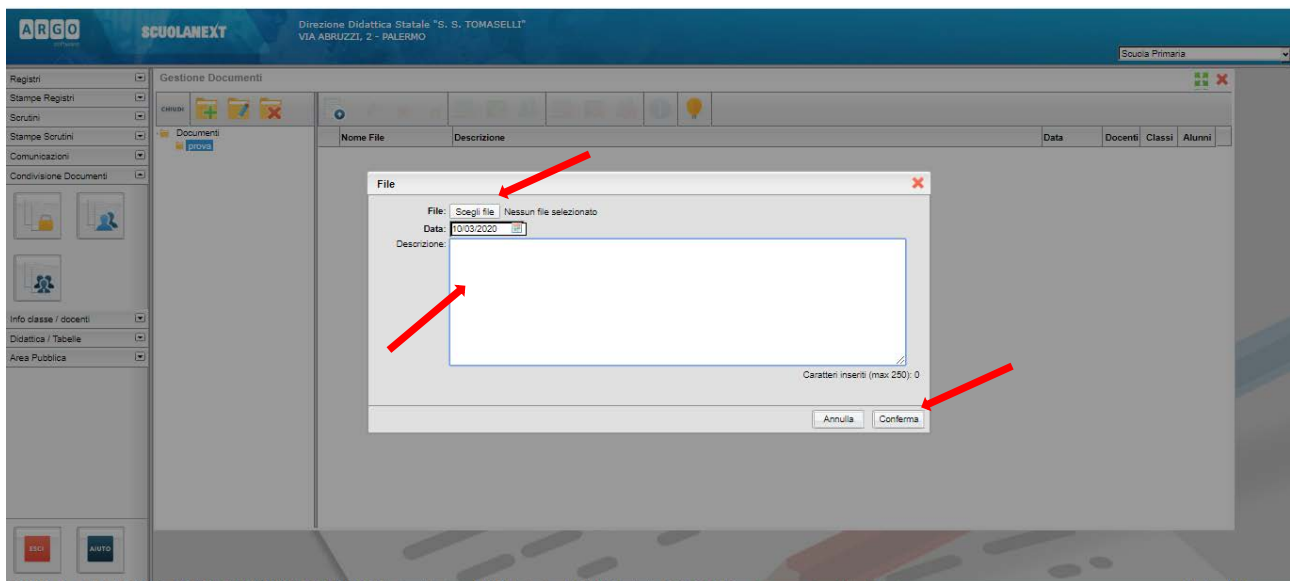 ARGO
software
SCUOLANEXT
Direzione Didattica Statale "S. S. TOMASELLI"
VIA ABRUZZI, 2 - PALERMO
Scuola Primaria
Registri
Stampe Registri
Scrutini
Stampe Scrutini
Comunicazioni
Condivisione Documenti
Info classe / docenti
Didattica / Tabelle
Area Pubblica
ESCI
AIUTO
Gestione Documenti
CHIUDI
Documenti
prova
Nome File Descrizione Data Docenti Classi Alunni
File
File: Scegli file Nessun file selezionato
Data: 10/03/2020
Descrizione:
Caratteri inseriti (max 250): 0
Annulla Conferma